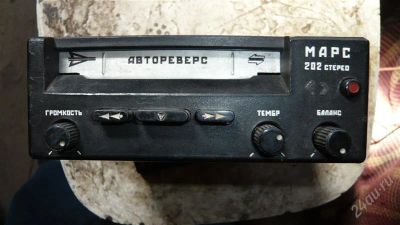 АВТОРЕВЕРС
МАРС
202 СТЕРЕО
ГРОМКОСТЬ
ТЕМБР
БАЛАНС
24au.ru